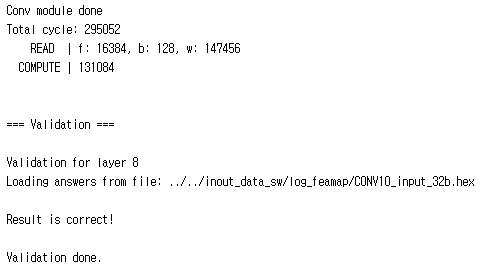 Conv module done
Total cycle: 295052
READ | f: 16384, b: 128, w: 147456
COMPUTE | 131084
=== Validation ===
Validation for layer 8
Loading answers from file: ../../inout_data_sw/log_feamap/CONV10_input_32b.hex
Result is correct!
Validation done.